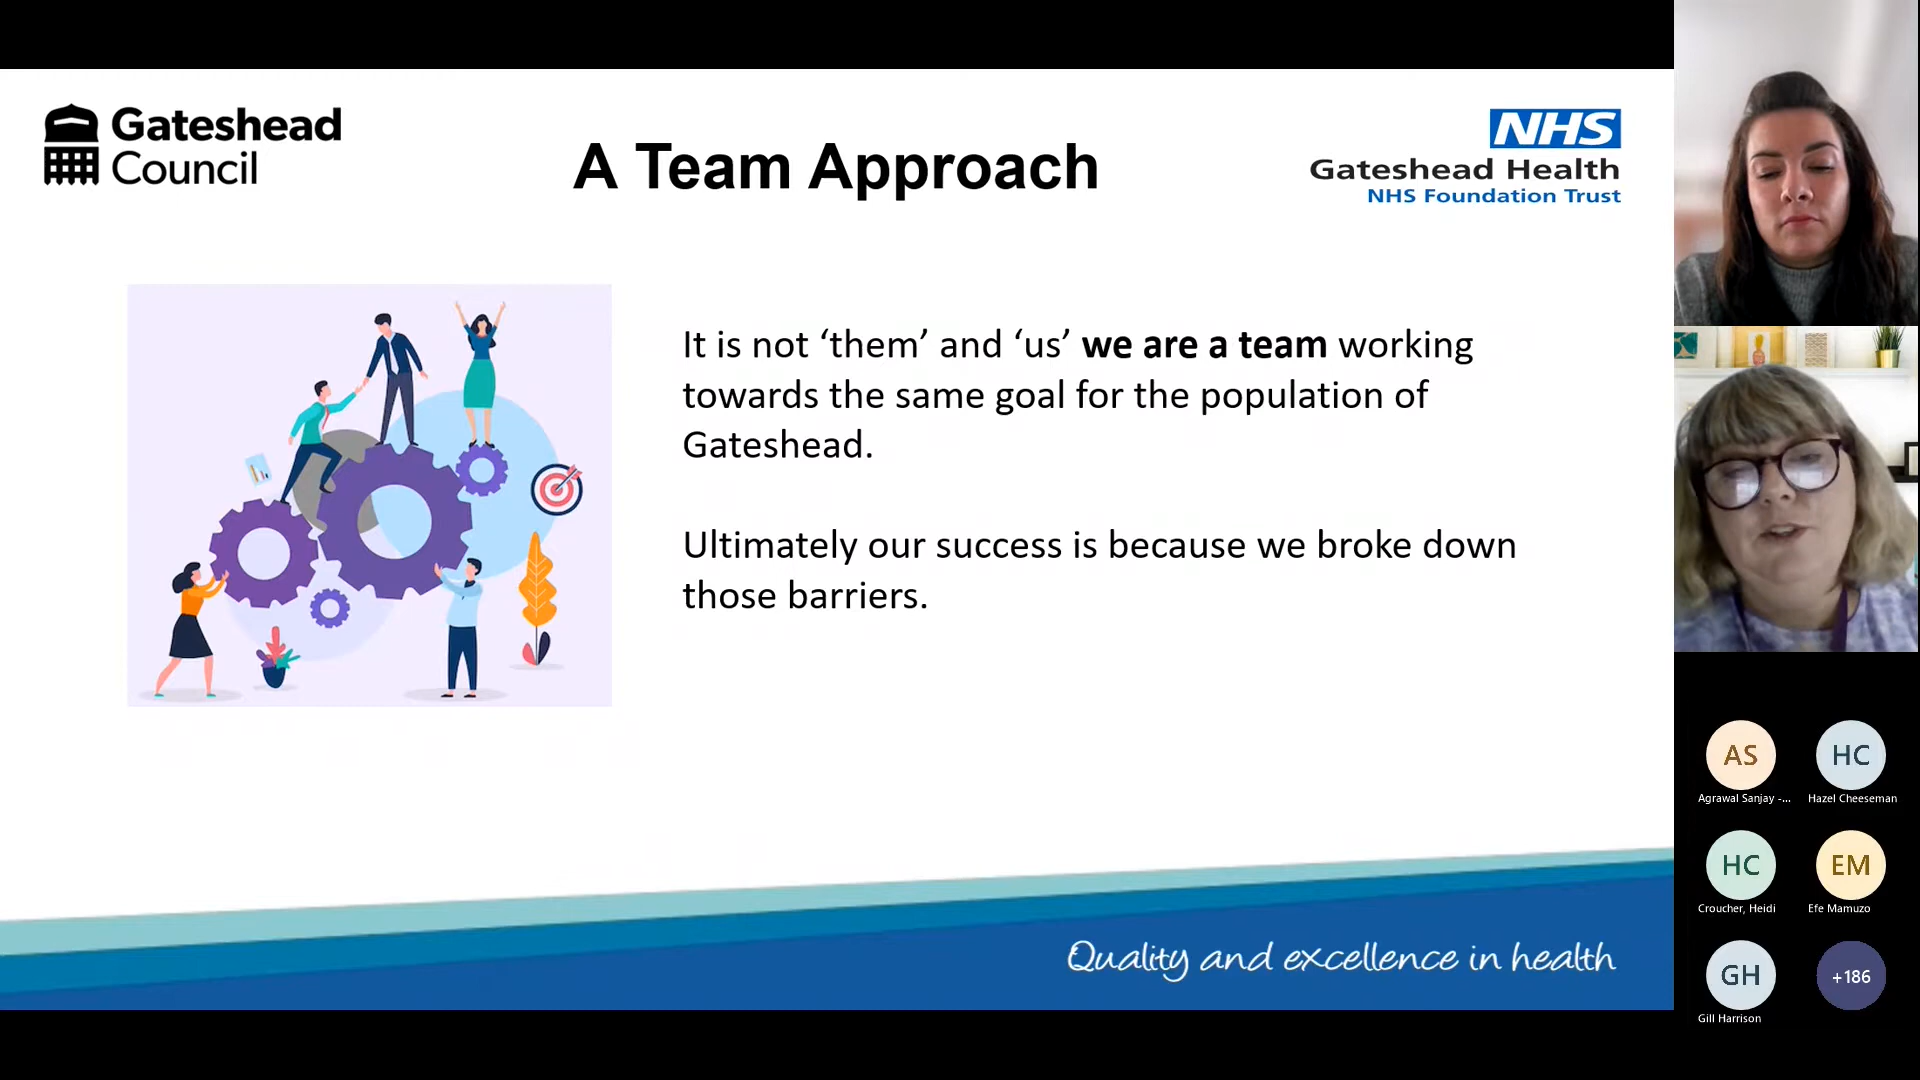 Gateshead
Council
A Team Approach
NHS
Gateshead Health
NHS Foundation Trust
It is not ‘them’ and ‘us’ we are a team working
towards the same goal for the population of
Gateshead.
Ultimately our success is because we broke down
those barriers.
Quality and excellence in health
AS
Agrawal Sanjay -...
HC
Hazel Cheeseman
HC
Croucher, Heidi
EM
Efe Mamuzo
GH
Gill Harrison
+186